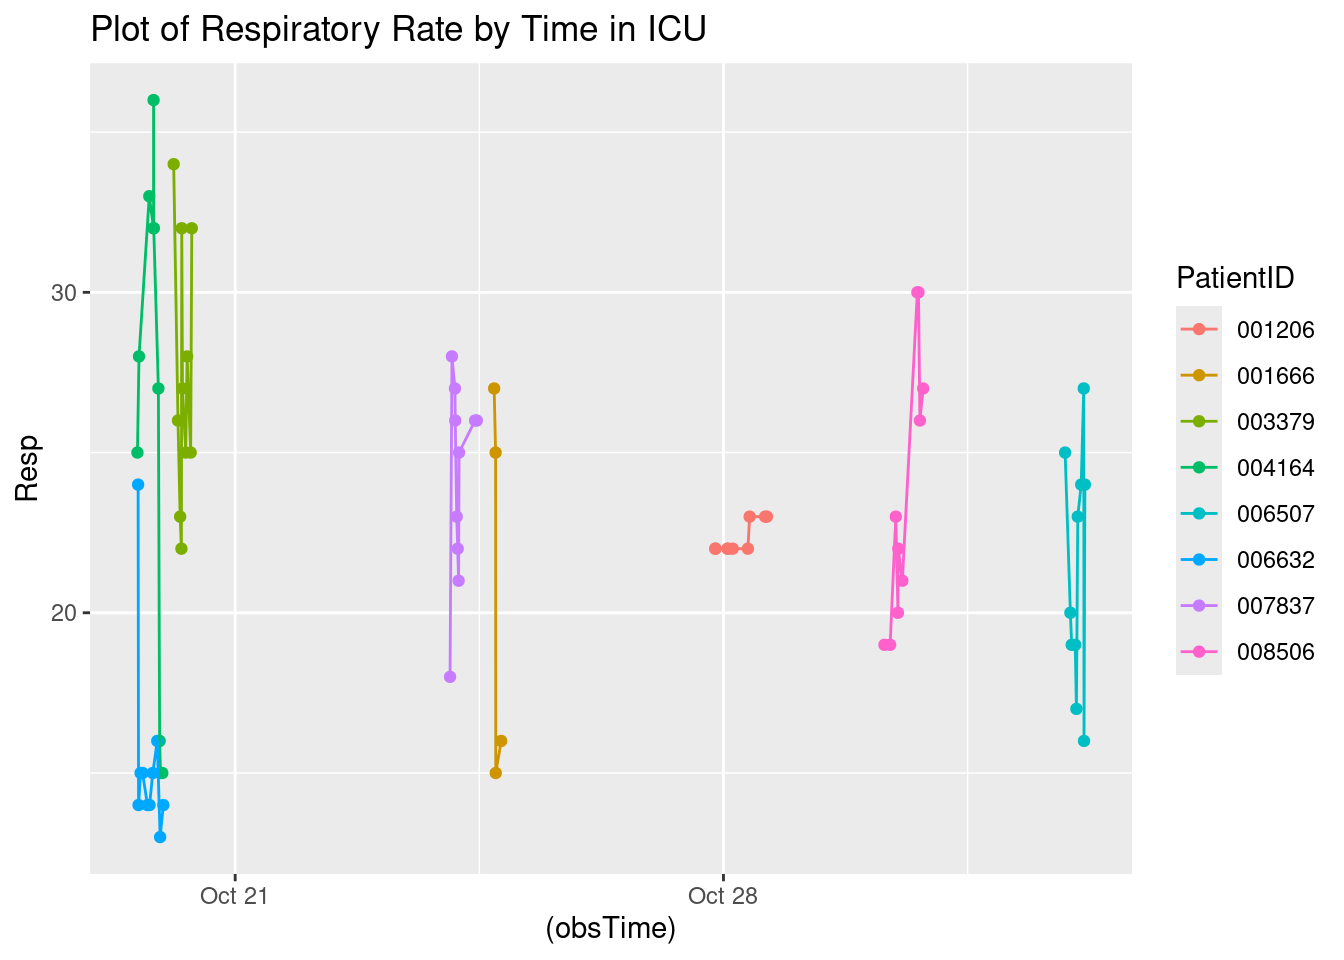 Plot of Respiratory Rate by Time in ICU
30
20
Resp
Oct 21
Oct 28
(obsTime)
PatientID
001206
001666
003379
004164
006507
006632
007837
008506